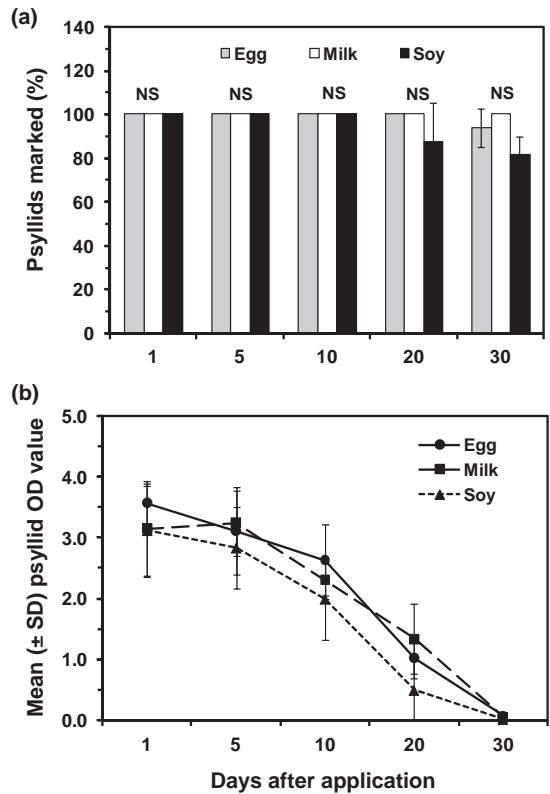 (a)
Psyllids marked (%)
140
120
100
80
60
40
20
0
Egg Milk Soy
NS NS NS NS NS
1 5 10 20 30
(b)
Mean (± SD) psyllid OD value
5.0
4.0
3.0
2.0
1.0
0.0
Egg
Milk
Soy
1 5 10 20 30
Days after application